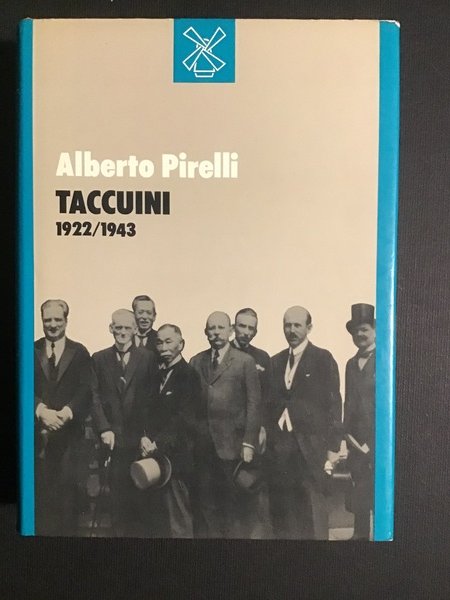 Alberto Pirelli
TACCUINI
1922/1943